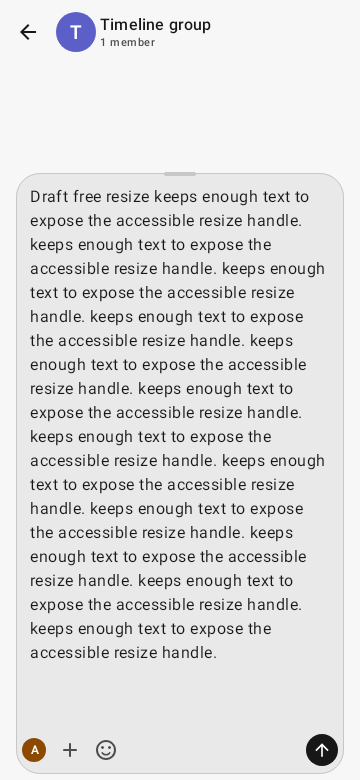 T
Timeline group
1 member
Draft free resize keeps enough text to
expose the accessible resize handle.
keeps enough text to expose the
accessible resize handle. keeps enough
text to expose the accessible resize
handle. keeps enough text to expose
the accessible resize handle. keeps
enough text to expose the accessible
resize handle. keeps enough text to
expose the accessible resize handle.
keeps enough text to expose the
accessible resize handle. keeps enough
text to expose the accessible resize
handle. keeps enough text to expose
the accessible resize handle. keeps
enough text to expose the accessible
resize handle. keeps enough text to
expose the accessible resize handle.
keeps enough text to expose the
accessible resize handle.
A